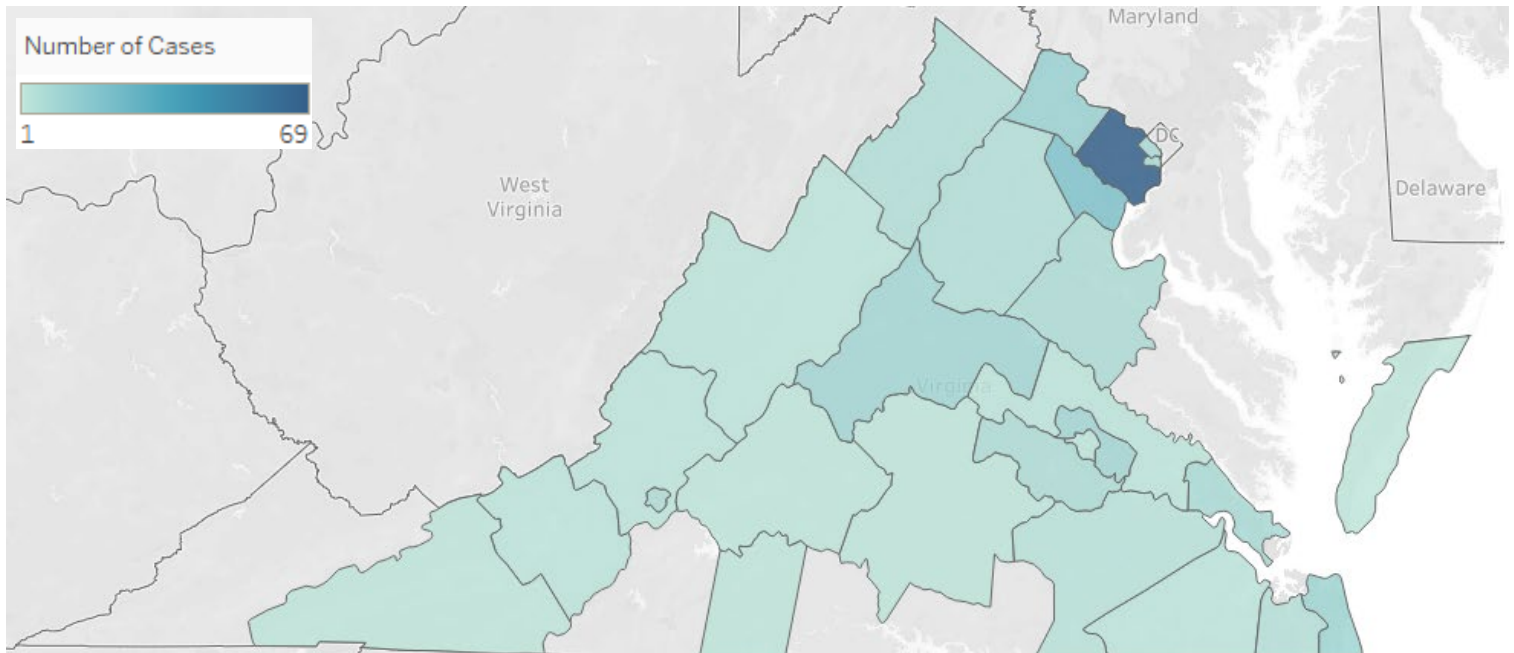 Number of Cases
1
69
Maryland
DC
West
Virginia
Delaware
Virginia